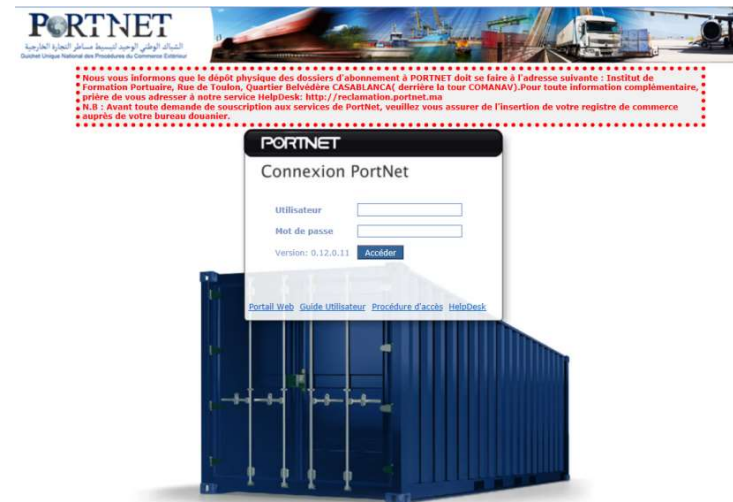 PORTNET
الشباك الوطني الوحيد لتبسيط مساطر التجارة الخارجية
Guichet Unique National des Procédures du Commerce Extérieur
Nous vous informons que le dépôt physique des dossiers d'abonnement à PORTNET doit se faire à l'adresse suivante : Institut de
Formation Portuaire, Rue de Toulon, Quartier Belvédère CASABLANCA( derrière la tour COMANAV).Pour toute information complémentaire,
prière de vous adresser à notre service HelpDesk: http://reclamation.portnet.ma
N.B : Avant toute demande de souscription aux services de PortNet, veuillez vous assurer de l'insertion de votre registre de commerce
auprès de votre bureau douanier.
PORTNET
Connexion PortNet
Utilisateur
Mot de passe
Version: 0.12.0.11 Accéder
Portail Web Guide Utilisateur Procédure d'accès HelpDesk